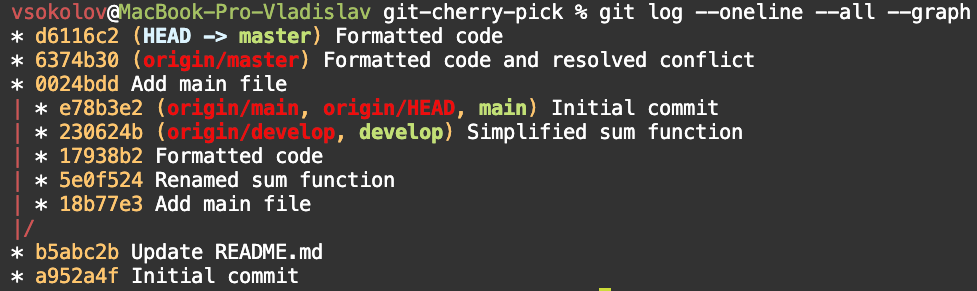 vsokolov@MacBook-Pro-Vladislav git-cherry-pick % git log --oneline --all --graph
* d6116c2 (HEAD -> master) Formatted code
* 6374b30 (origin/master) Formatted code and resolved conflict
* 0024bdd Add main file
| * e78b3e2 (origin/main, origin/HEAD, main) Initial commit
| * 230624b (origin/develop, develop) Simplified sum function
| * 17938b2 Formatted code
| * 5e0f524 Renamed sum function
| * 18b77e3 Add main file
|/
* b5abc2b Update README.md
* a952a4f Initial commit